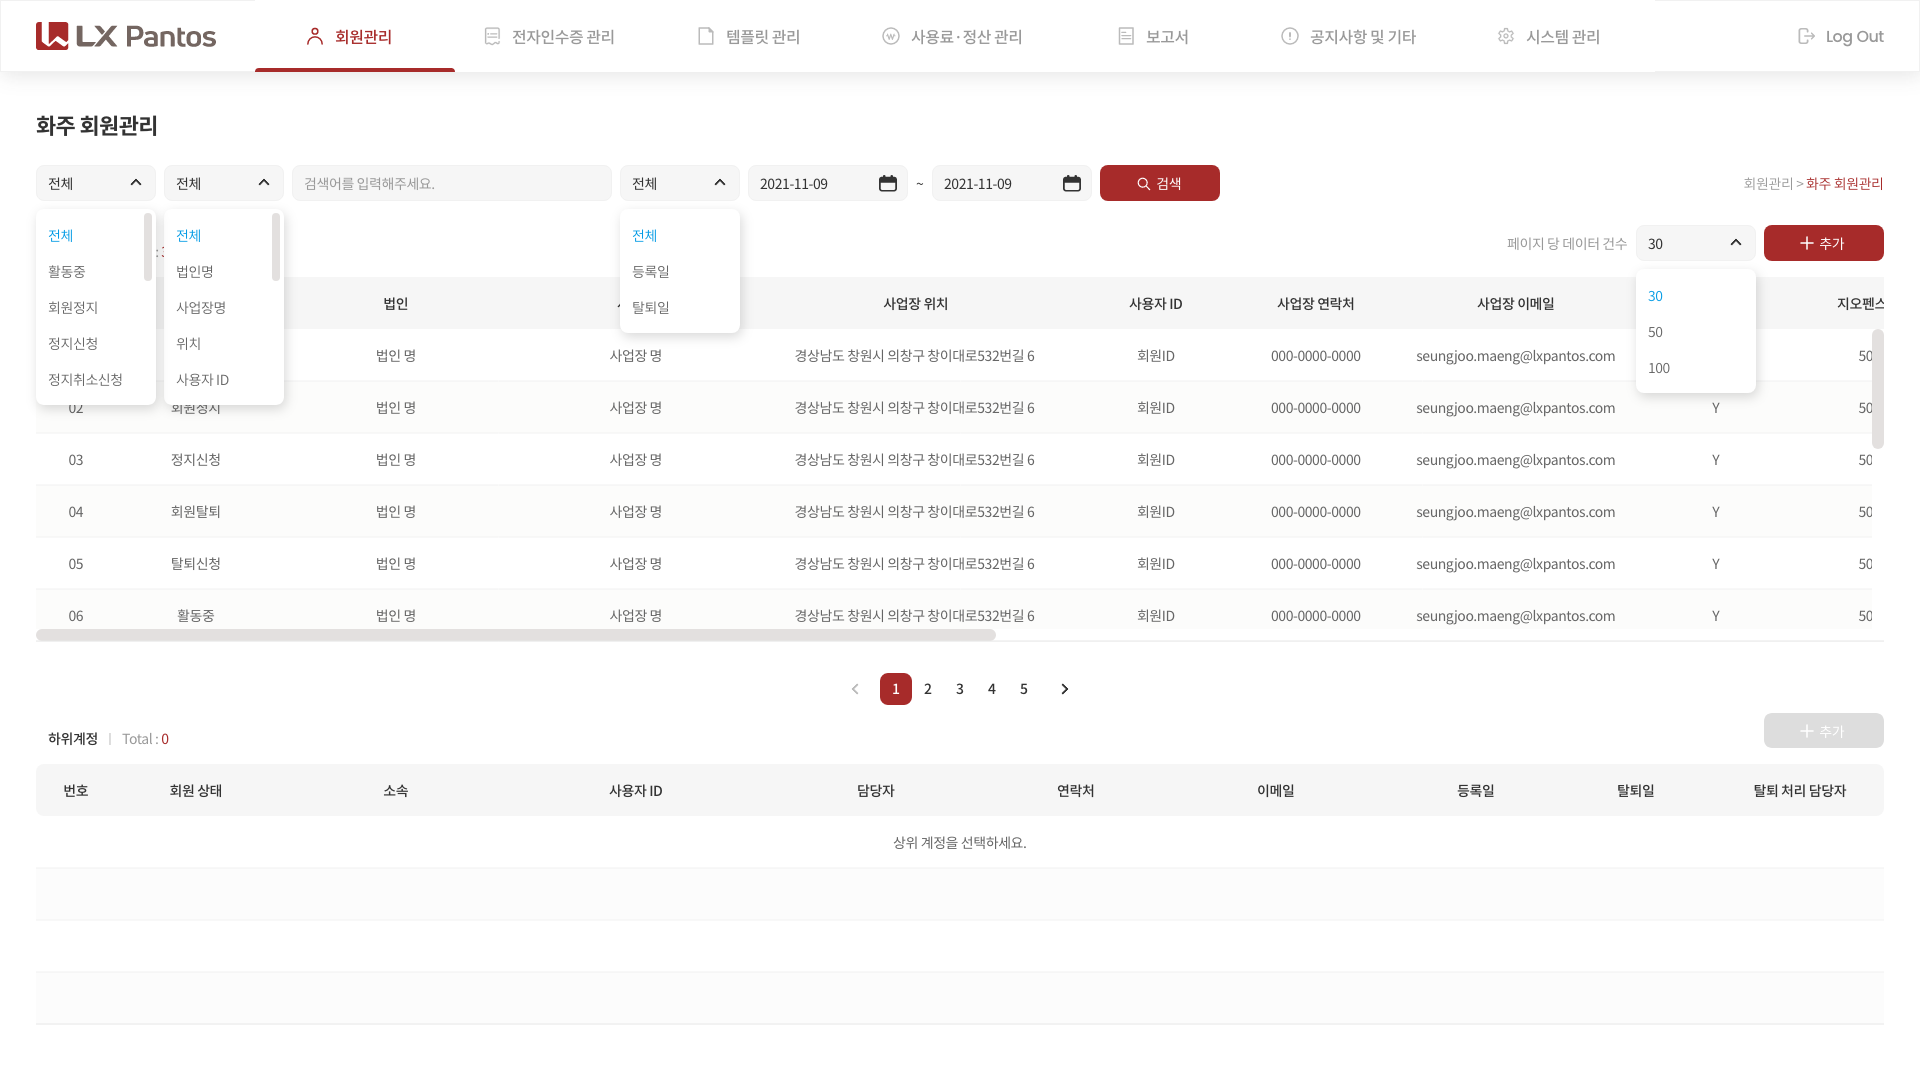 LX Pantos
회원관리
전자인수증 관리
템플릿 관리
사용료·정산 관리
보고서
공지사항 및 기타
시스템 관리
Log Out
화주 회원관리
전체
전체
검색어를 입력해주세요.
전체
2021-11-09
~
2021-11-09
검색
회원관리 > 화주 회원관리
전체
활동중
회원정지
정지신청
정지취소신청
전체
법인명
사업장명
위치
사용자 ID
전체
등록일
탈퇴일
페이지 당 데이터 건수
30
추가
30
50
100
법인
사업장 위치
사용자 ID
사업장 연락처
사업장 이메일
지오펜스
법인 명 사업장 명 경상남도 창원시 의창구 창이대로532번길 6 회원ID 000-0000-0000 seungjoo.maeng@lxpantos.com 50
02 회원정지 법인 명 사업장 명 경상남도 창원시 의창구 창이대로532번길 6 회원ID 000-0000-0000 seungjoo.maeng@lxpantos.com Y 50
03 정지신청 법인 명 사업장 명 경상남도 창원시 의창구 창이대로532번길 6 회원ID 000-0000-0000 seungjoo.maeng@lxpantos.com Y 50
04 회원탈퇴 법인 명 사업장 명 경상남도 창원시 의창구 창이대로532번길 6 회원ID 000-0000-0000 seungjoo.maeng@lxpantos.com Y 50
05 탈퇴신청 법인 명 사업장 명 경상남도 창원시 의창구 창이대로532번길 6 회원ID 000-0000-0000 seungjoo.maeng@lxpantos.com Y 50
06 활동중 법인 명 사업장 명 경상남도 창원시 의창구 창이대로532번길 6 회원ID 000-0000-0000 seungjoo.maeng@lxpantos.com Y 50
1 2 3 4 5
하위계정 | Total : 0
추가
번호 회원 상태 소속 사용자 ID 담당자 연락처 이메일 등록일 탈퇴일 탈퇴 처리 담당자
상위 계정을 선택하세요.